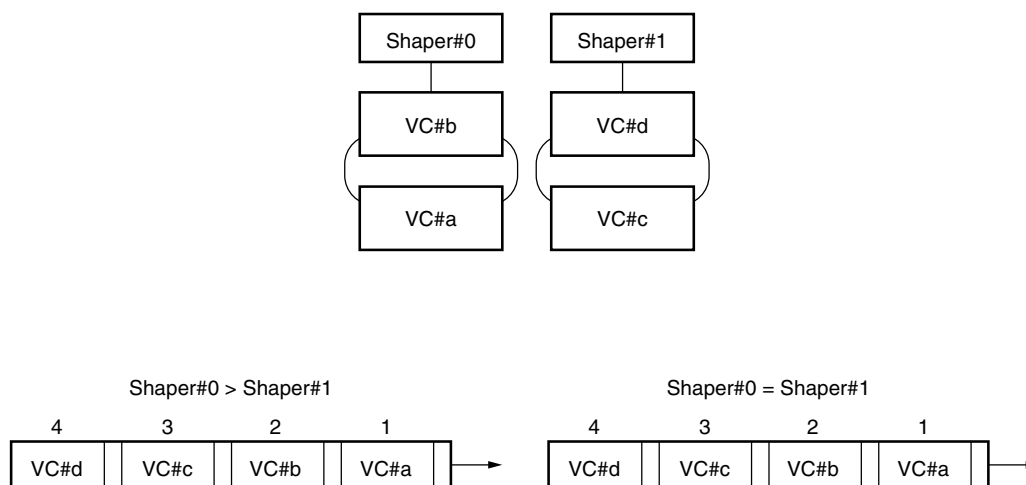 Shaper#0 Shaper#1
VC#b VC#d
VC#a VC#c
Shaper#0 > Shaper#1
4 3 2 1
VC#d VC#c VC#b VC#a
Shaper#0 = Shaper#1
4 3 2 1
VC#d VC#c VC#b VC#a